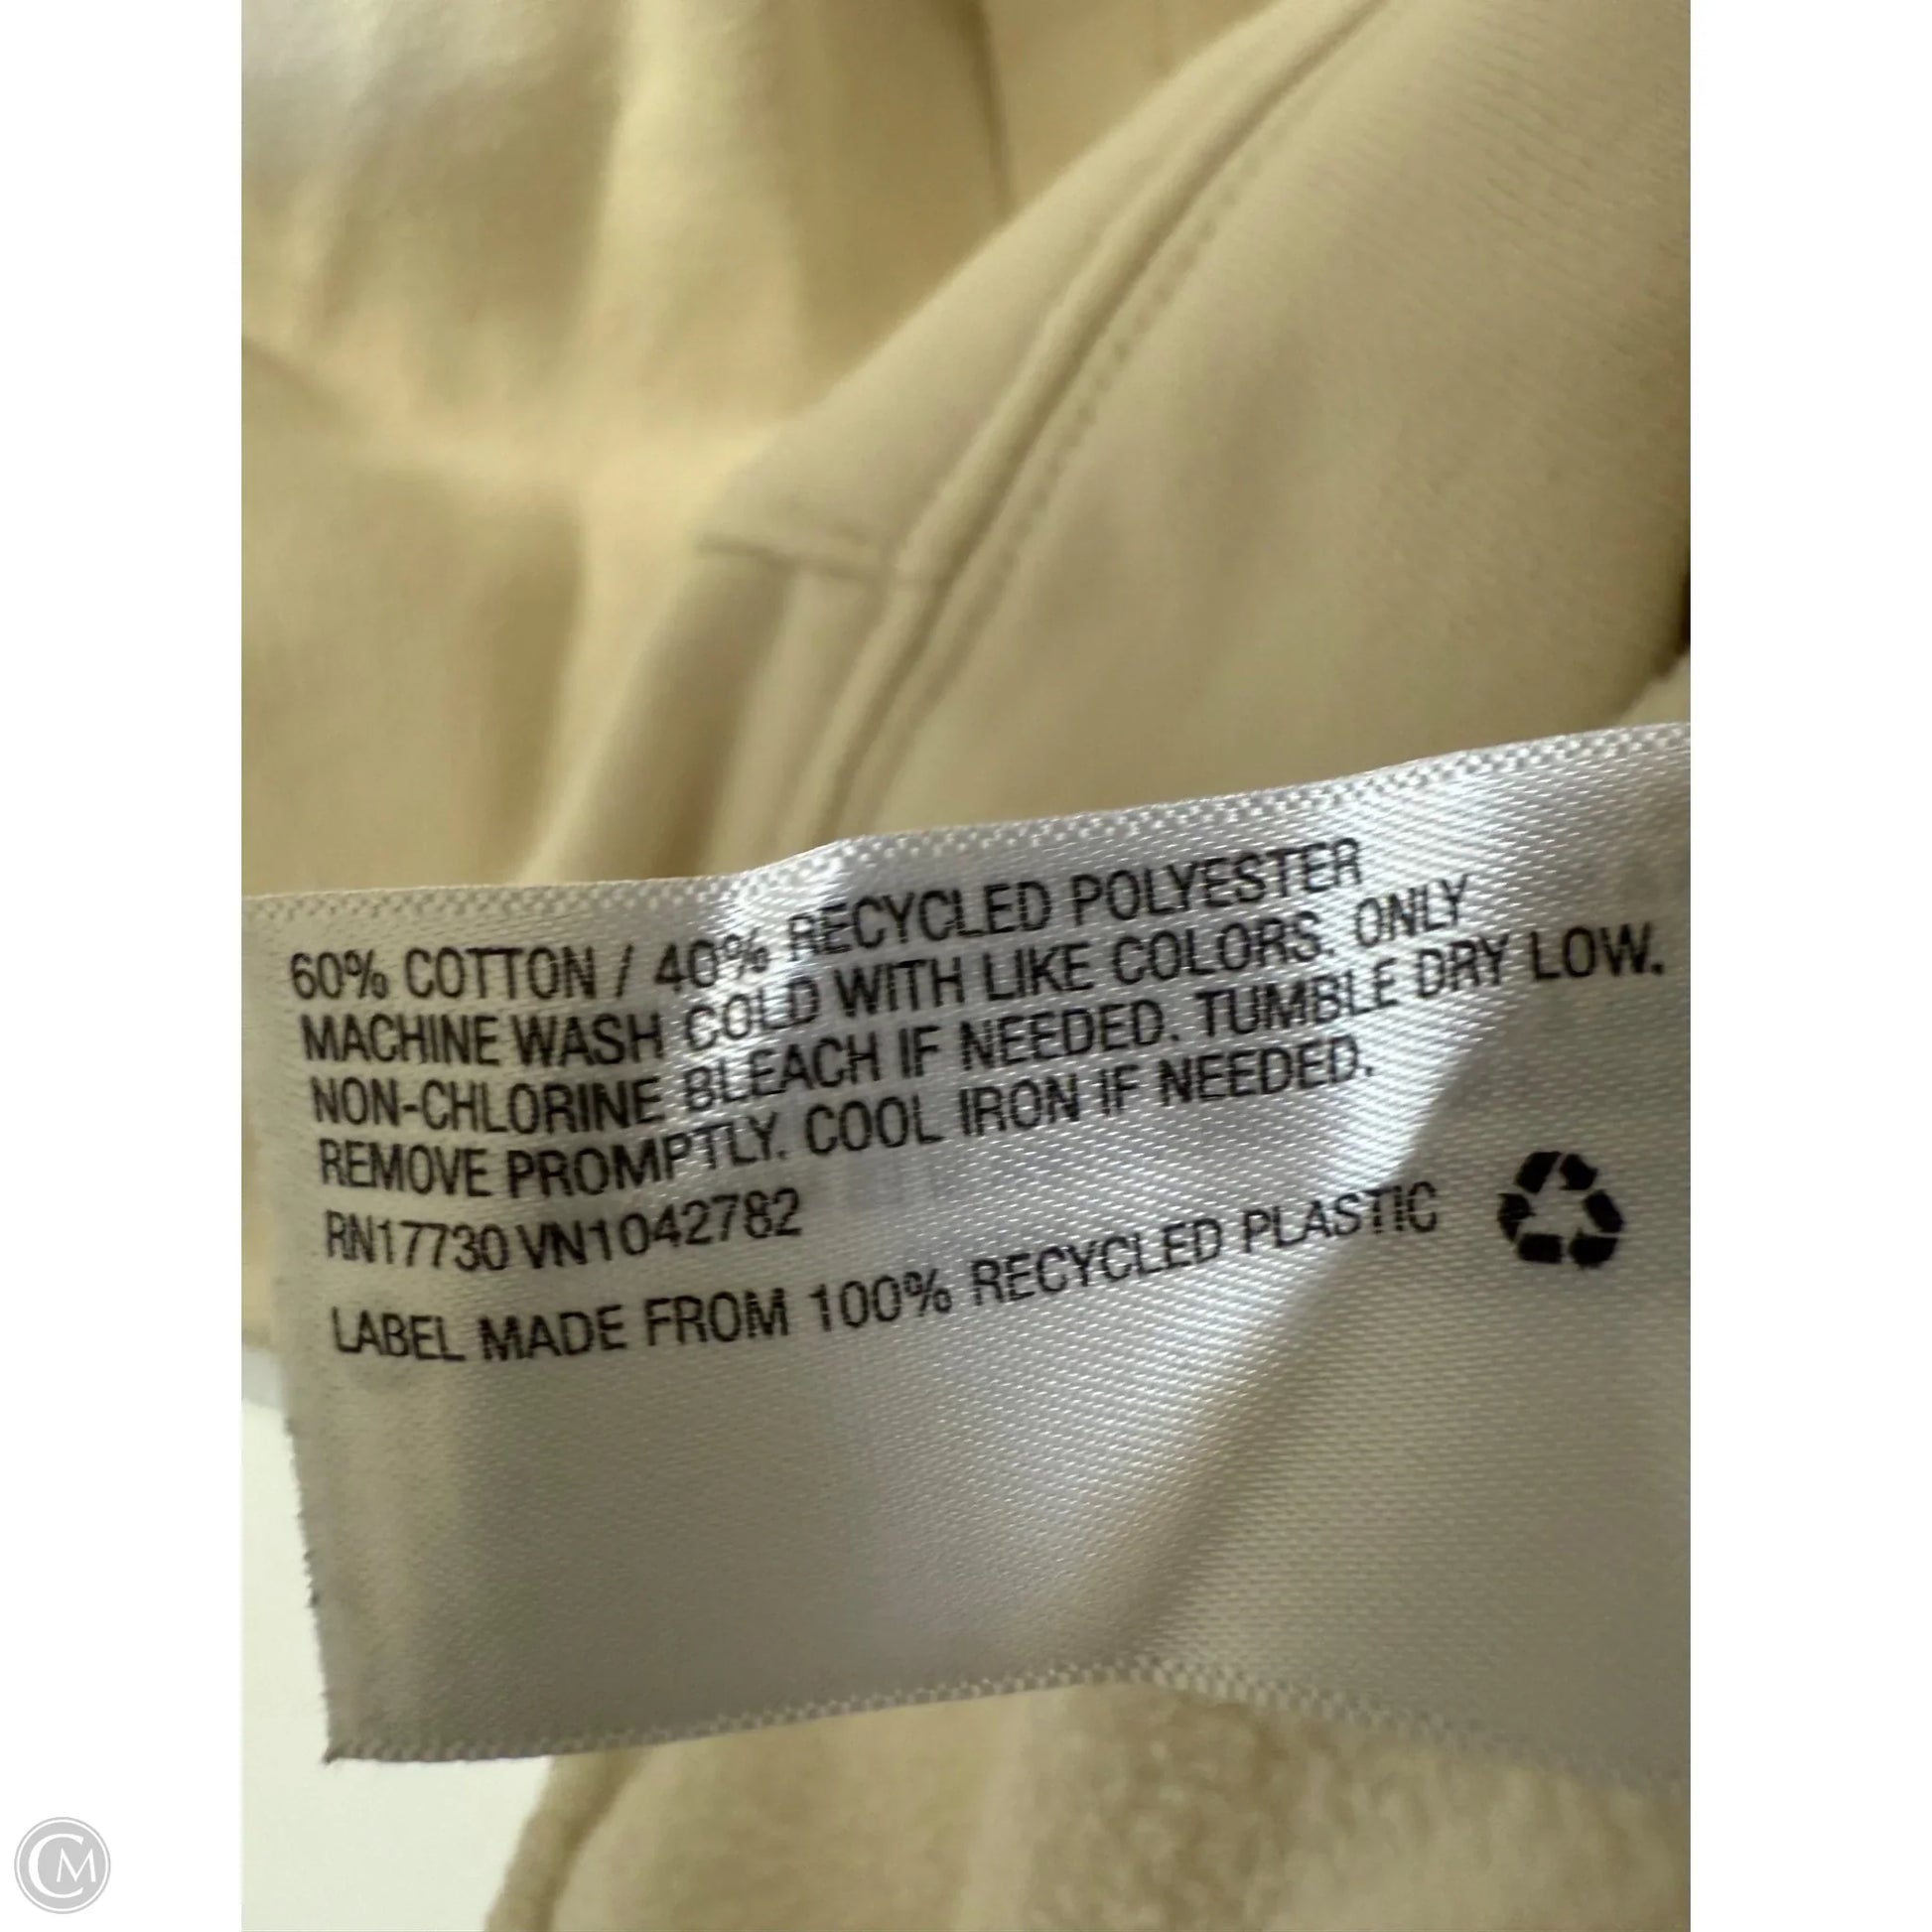 60% COTTON / 40% RECYCLED POLYESTER
MACHINE WASH COLD WITH LIKE COLORS. ONLY
NON-CHLORINE BLEACH IF NEEDED. TUMBLE DRY LOW.
REMOVE PROMPTLY. COOL IRON IF NEEDED.
RN17730 VN1042782
LABEL MADE FROM 100% RECYCLED PLASTIC
CM